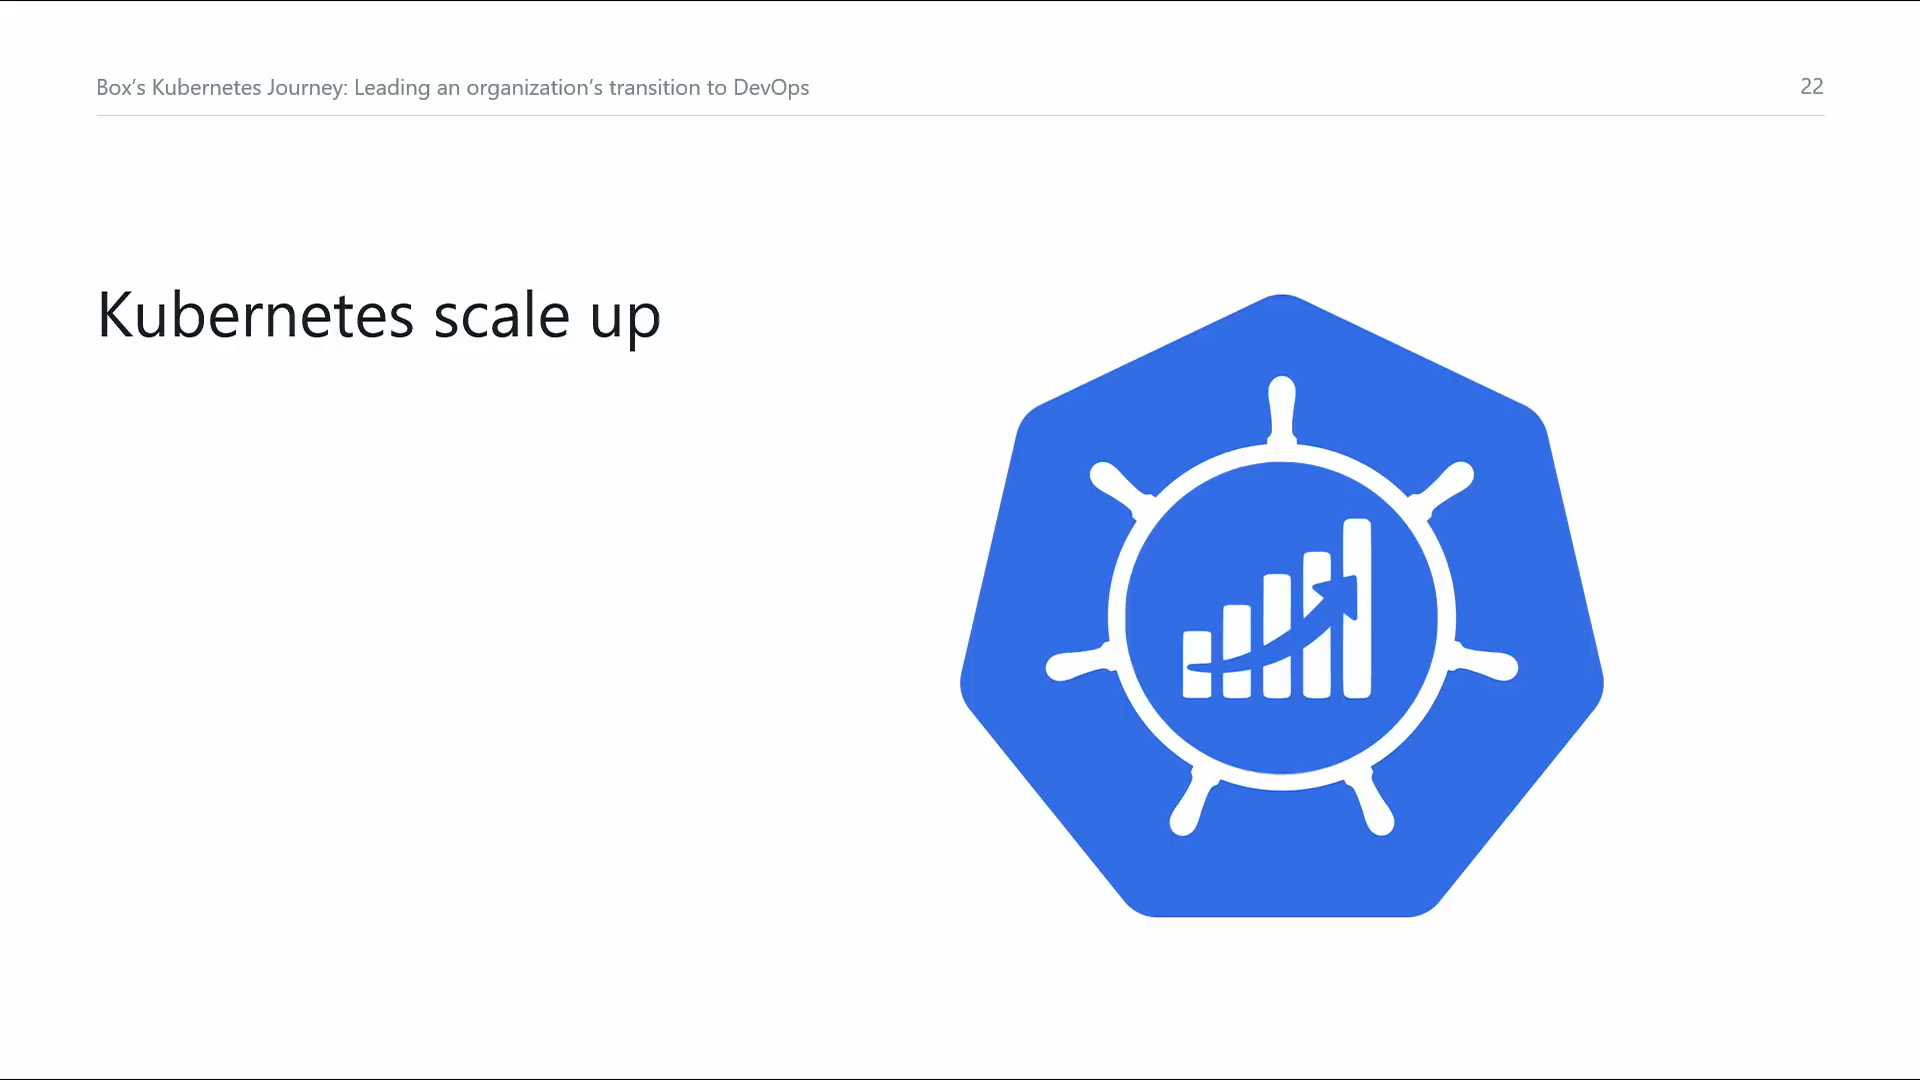 Box’s Kubernetes Journey: Leading an organization’s transition to DevOps
22
Kubernetes scale up